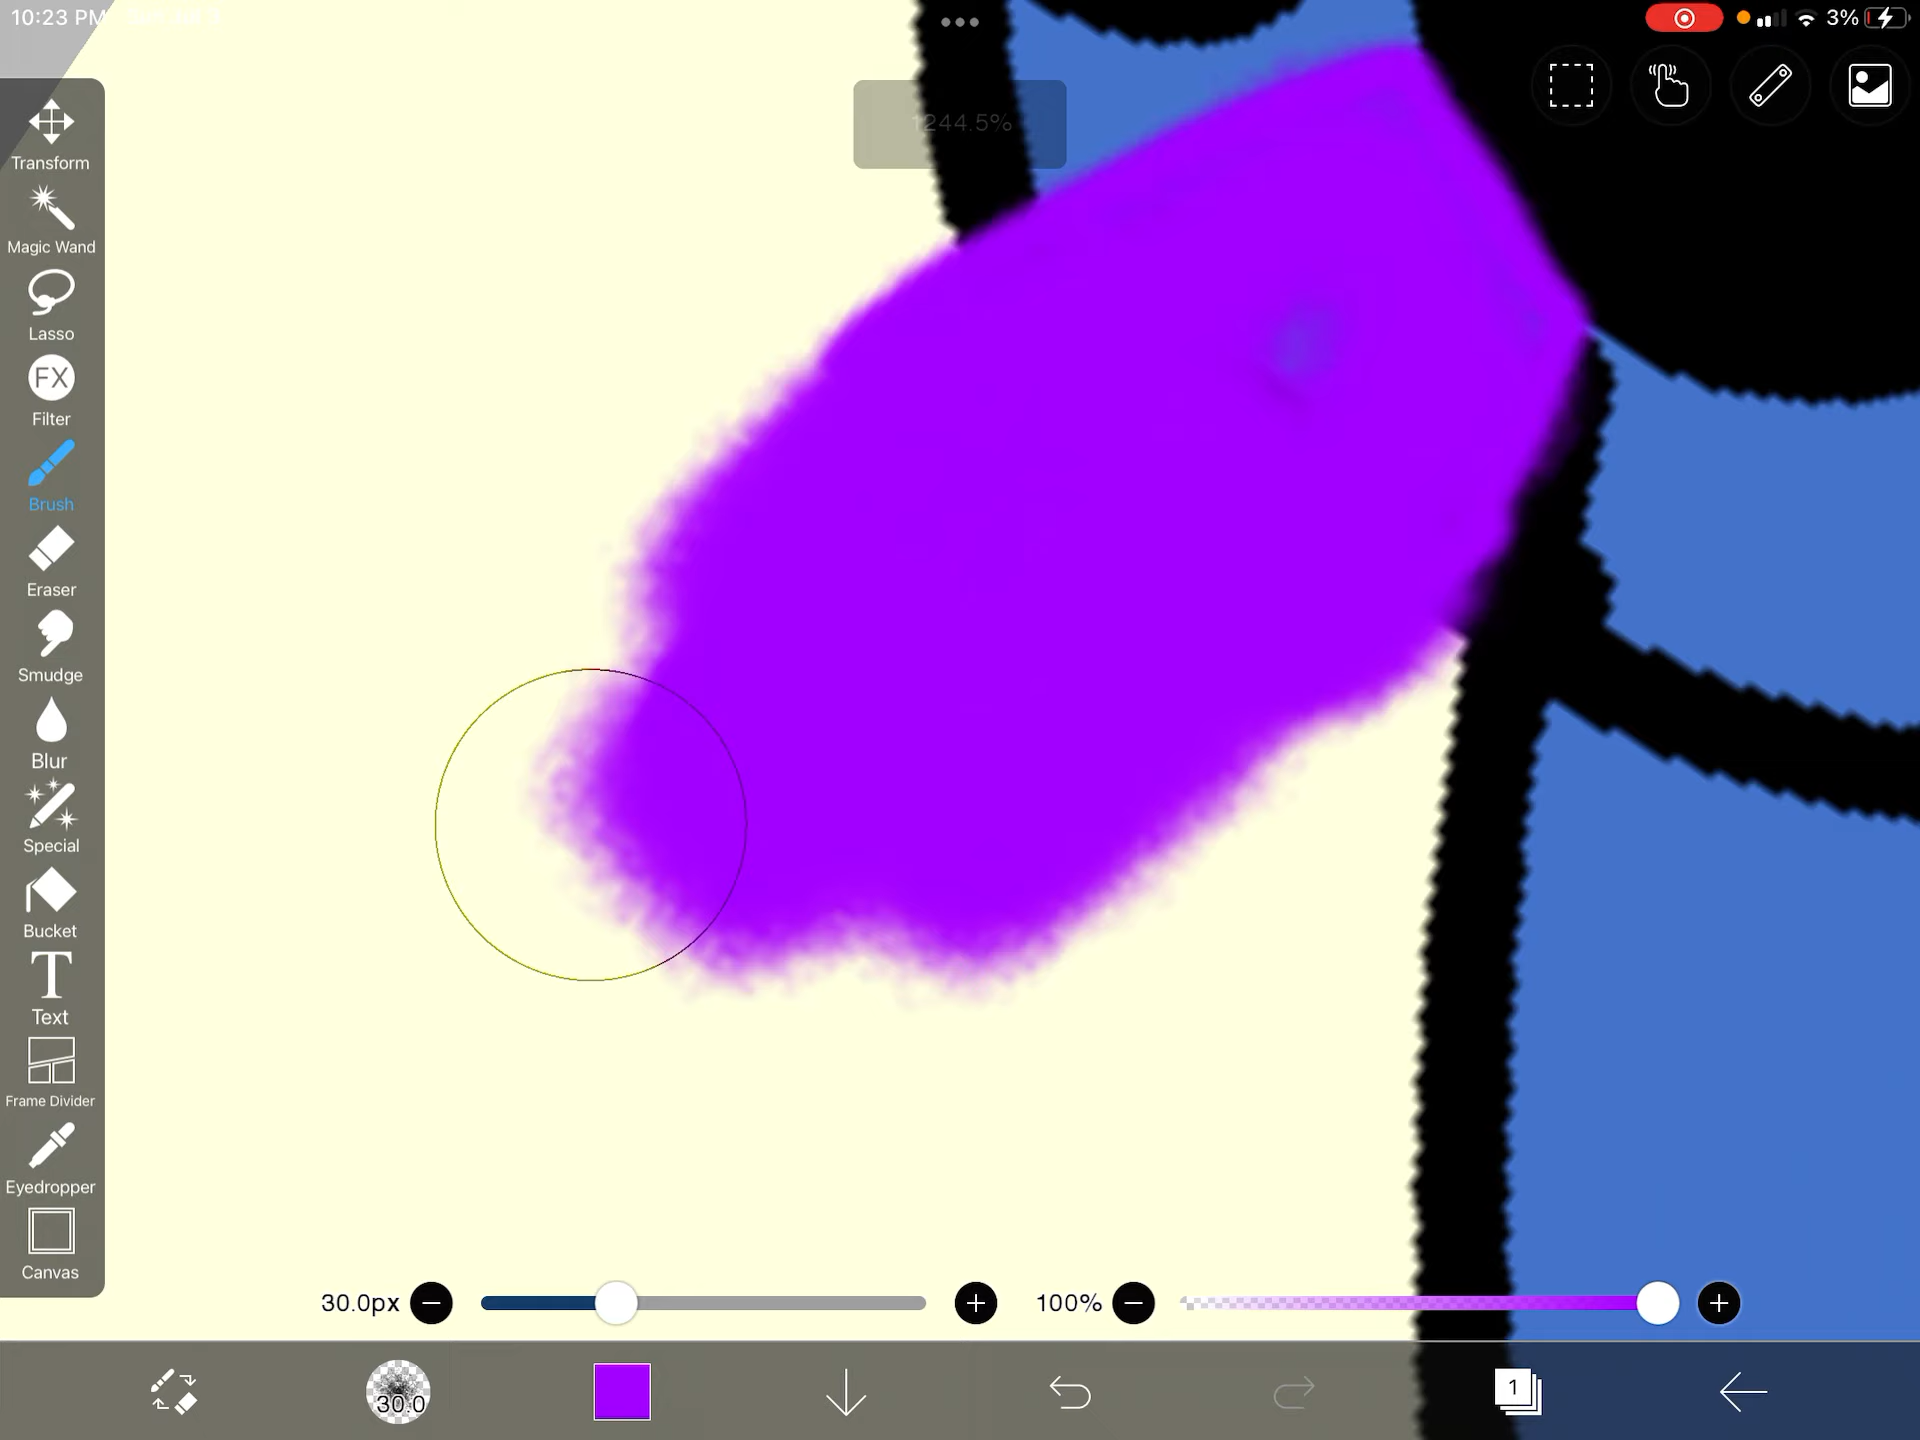 10:23 PM
3%
1244.5%
Transform
Magic Wand
Lasso
FX
Filter
Brush
Eraser
Smudge
Blur
Special
Bucket
T
Text
Frame Divider
Eyedropper
Canvas
30.0px
100%
30.0
1